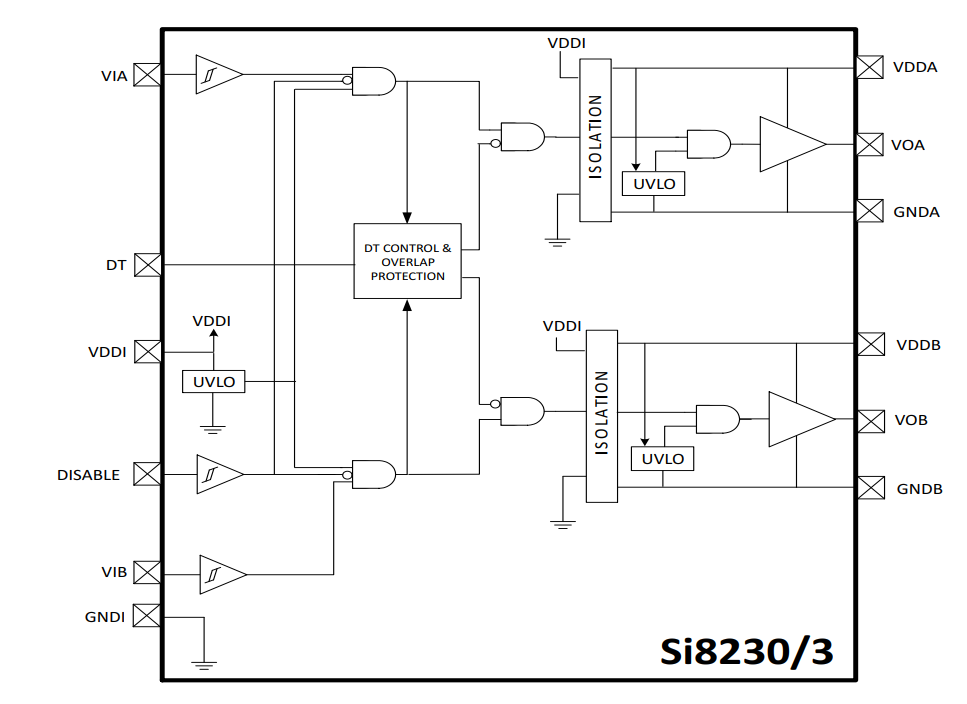 VDDI
VIA
VDDA
ISOLATION
VOA
UVLO
GNDA
DT CONTROL &
OVERLAP
PROTECTION
DT
VDDI
VDDI
VDDI
VDDB
UVLO
ISOLATION
VOB
UVLO
DISABLE
GNDB
VIB
GNDI
Si8230/3